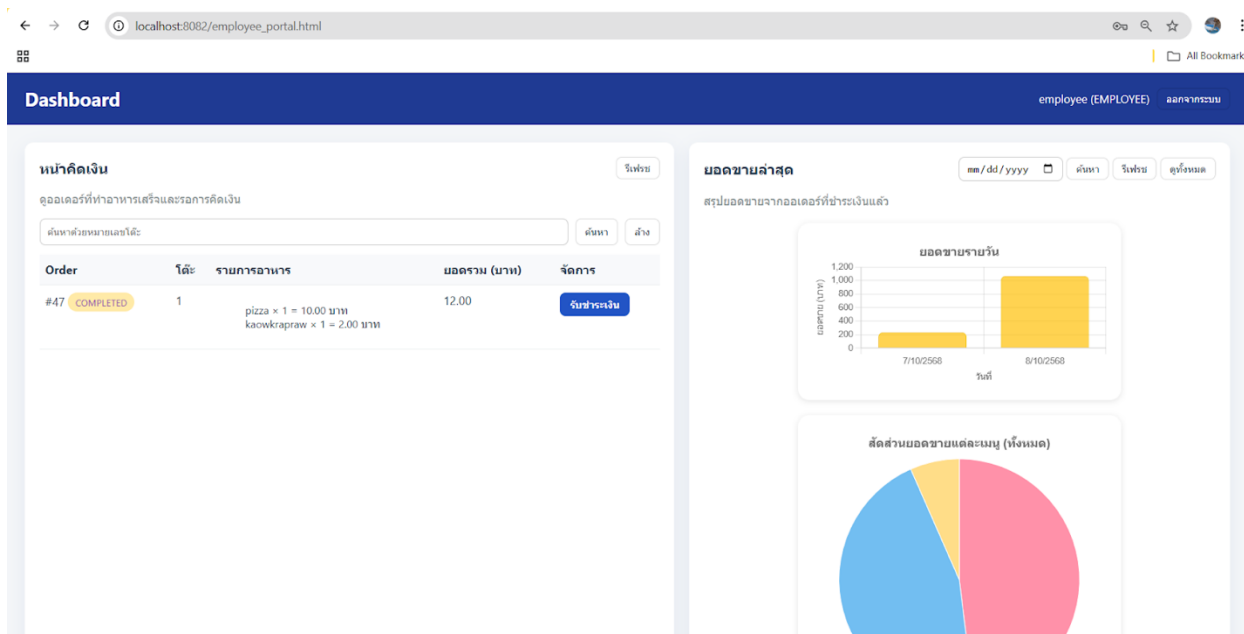 localhost:8082/employee_portal.html
All Bookmark
Dashboard
employee (EMPLOYEE) ออกจากระบบ
หน้าคิดเงิน
รีเฟรช
ดูออเดอร์ที่ทำอาหารเสร็จและรอการคิดเงิน
ค้นหาด้วยหมายเลขโต๊ะ
ค้นหา ล้าง
Order โต๊ะ รายการอาหาร ยอดรวม (บาท) จัดการ
#47 COMPLETED 1 12.00 รับชำระเงิน
pizza × 1 = 10.00 บาท
kaowkrapraw × 1 = 2.00 บาท
ยอดขายล่าสุด
mm/dd/yyyy ค้นหา รีเฟรช ดูทั้งหมด
สรุปยอดขายจากออเดอร์ที่ชำระเงินแล้ว
ยอดขายรายวัน
ยอดขาย (บาท)
1,200
1,000
800
600
400
200
0
7/10/2568 8/10/2568
วันที่
สัดส่วนยอดขายแต่ละเมนู (ทั้งหมด)